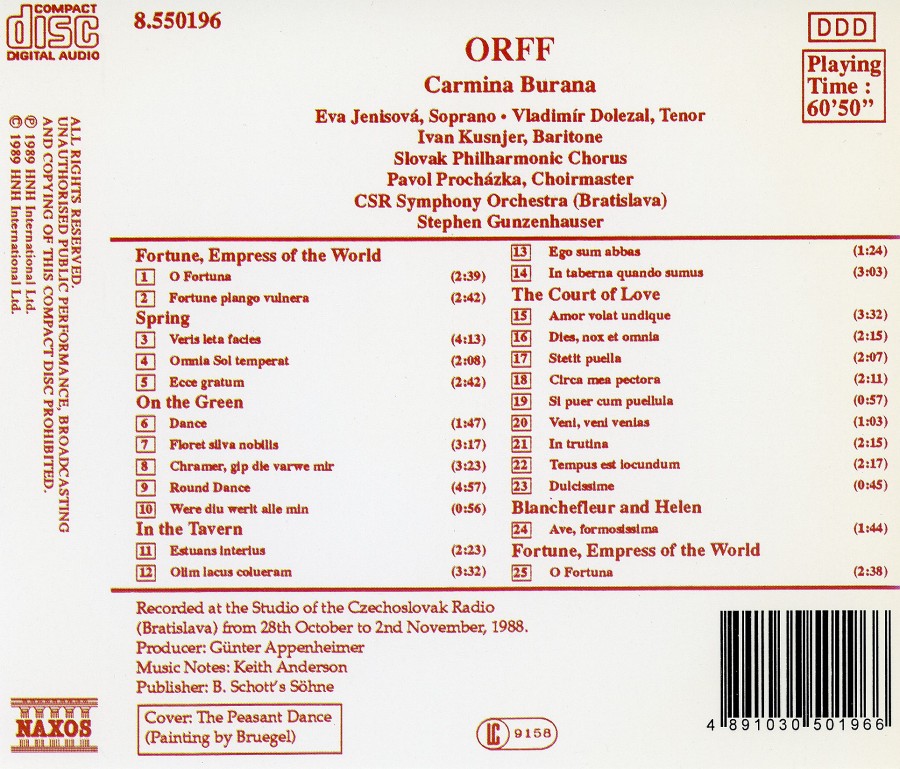 COMPACT
disc
DIGITAL AUDIO
8.550196
DDD
ORFF
Carmina Burana
Playing
Time :
60'50”
Eva Jenisová, Soprano • Vladimír Dolezal, Tenor
Ivan Kusnjer, Baritone
Slovak Philharmonic Chorus
Pavol Procházka, Choirmaster
CSR Symphony Orchestra (Bratislava)
Stephen Gunzenhauser
ALL RIGHTS RESERVED.
UNAUTHORISED PUBLIC PERFORMANCE, BROADCASTING
AND COPYING OF THIS COMPACT DISC PROHIBITED.
℗ 1989 HNH International Ltd.
© 1989 HNH International Ltd.
Fortune, Empress of the World
1 O Fortuna (2:39)
2 Fortune plango vulnera (2:42)
Spring
3 Veris leta facies (4:13)
4 Omnia Sol temperat (2:08)
5 Ecce gratum (2:42)
On the Green
6 Dance (1:47)
7 Floret silva nobilis (3:17)
8 Chramer, gip die varwe mir (3:23)
9 Round Dance (4:57)
10 Were diu werlt alle min (0:56)
In the Tavern
11 Estuans interius (2:23)
12 Olim lacus colueram (3:32)
13 Ego sum abbas (1:24)
14 In taberna quando sumus (3:03)
The Court of Love
15 Amor volat undique (3:32)
16 Dies, nox et omnia (2:15)
17 Stetit puella (2:07)
18 Circa mea pectora (2:11)
19 Si puer cum puellula (0:57)
20 Veni, veni venias (1:03)
21 In trutina (2:15)
22 Tempus est iocundum (2:17)
23 Dulcissime (0:45)
Blanchefleur and Helen
24 Ave, formosissima (1:44)
Fortune, Empress of the World
25 O Fortuna (2:38)
Recorded at the Studio of the Czechoslovak Radio
(Bratislava) from 28th October to 2nd November, 1988.
Producer: Günter Appenheimer
Music Notes: Keith Anderson
Publisher: B. Schott's Söhne
NAXOS
Cover: The Peasant Dance
(Painting by Bruegel)
LC 9158
4 891030 501966